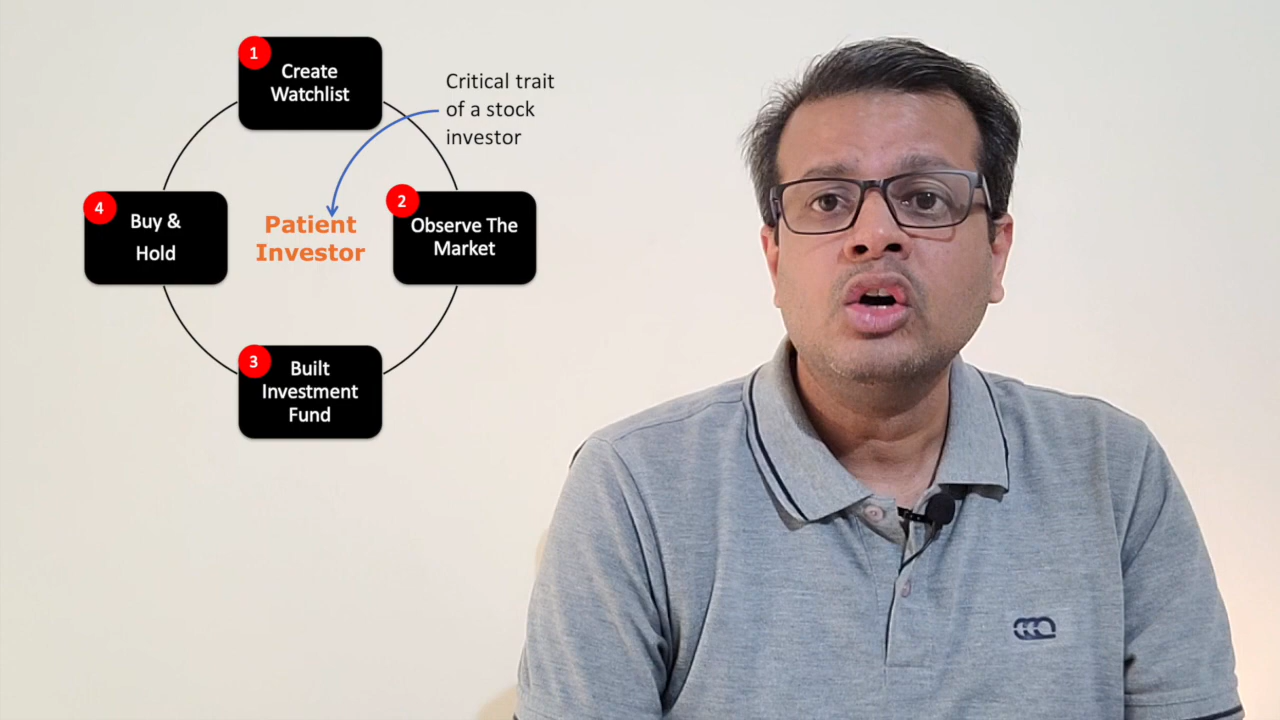 1
Create
Watchlist
Critical trait
of a stock
investor
4
Buy &
Hold
Patient
Investor
2
Observe The
Market
3
Built
Investment
Fund